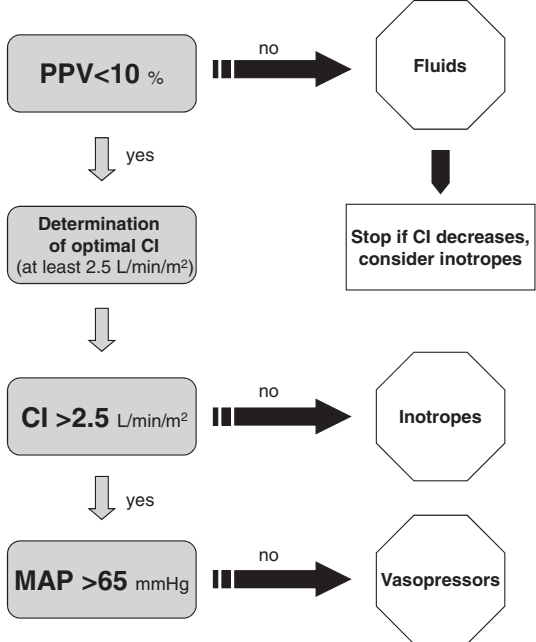 PPV<10 %
no
Fluids
yes
Determination
of optimal CI
(at least 2.5 L/min/m²)
Stop if CI decreases,
consider inotropes
CI >2.5 L/min/m²
no
Inotropes
yes
MAP >65 mmHg
no
Vasopressors